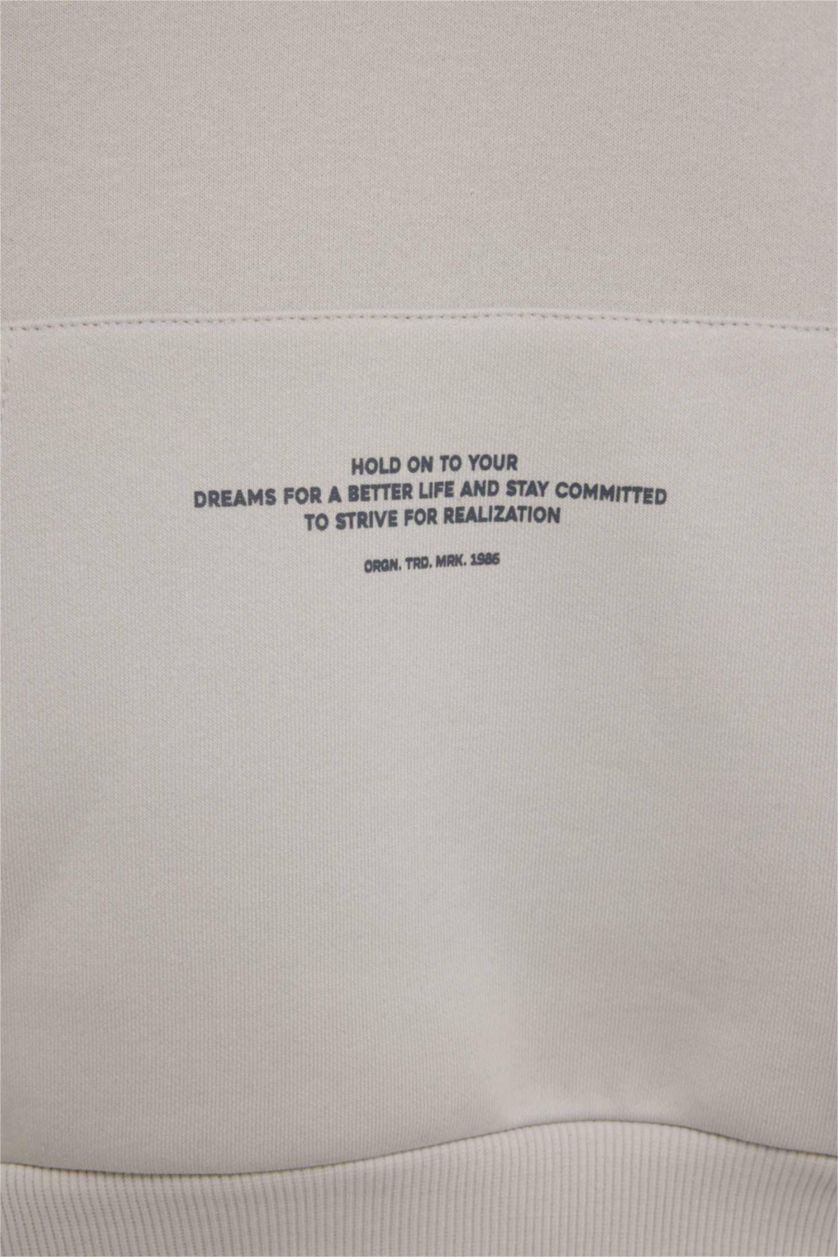 HOLD ON TO YOUR
DREAMS FOR A BETTER LIFE AND STAY COMMITTED
TO STRIVE FOR REALIZATION
ORGN. TRD. MRK. 1986